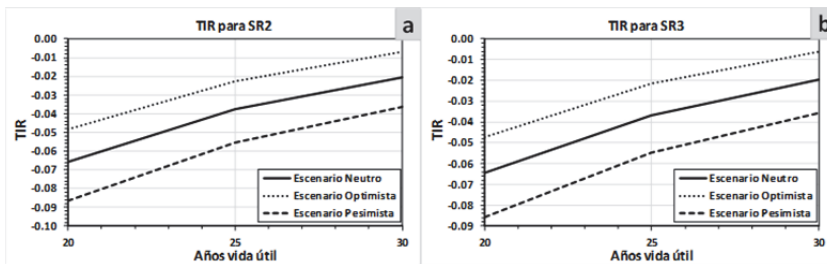 TIR para SR2
a
0.00
-0.01
-0.02
-0.03
-0.04
-0.05
-0.06
-0.07
-0.08
-0.09
-0.10
TIR
Escenario Neutro
Escenario Optimista
Escenario Pesimista
20
25
30
Años vida útil
TIR para SR3
b
0.00
-0.01
-0.02
-0.03
-0.04
-0.05
-0.06
-0.07
-0.08
-0.09
TIR
Escenario Neutro
Escenario Optimista
Escenario Pesimista
20
25
30
Años vida útil